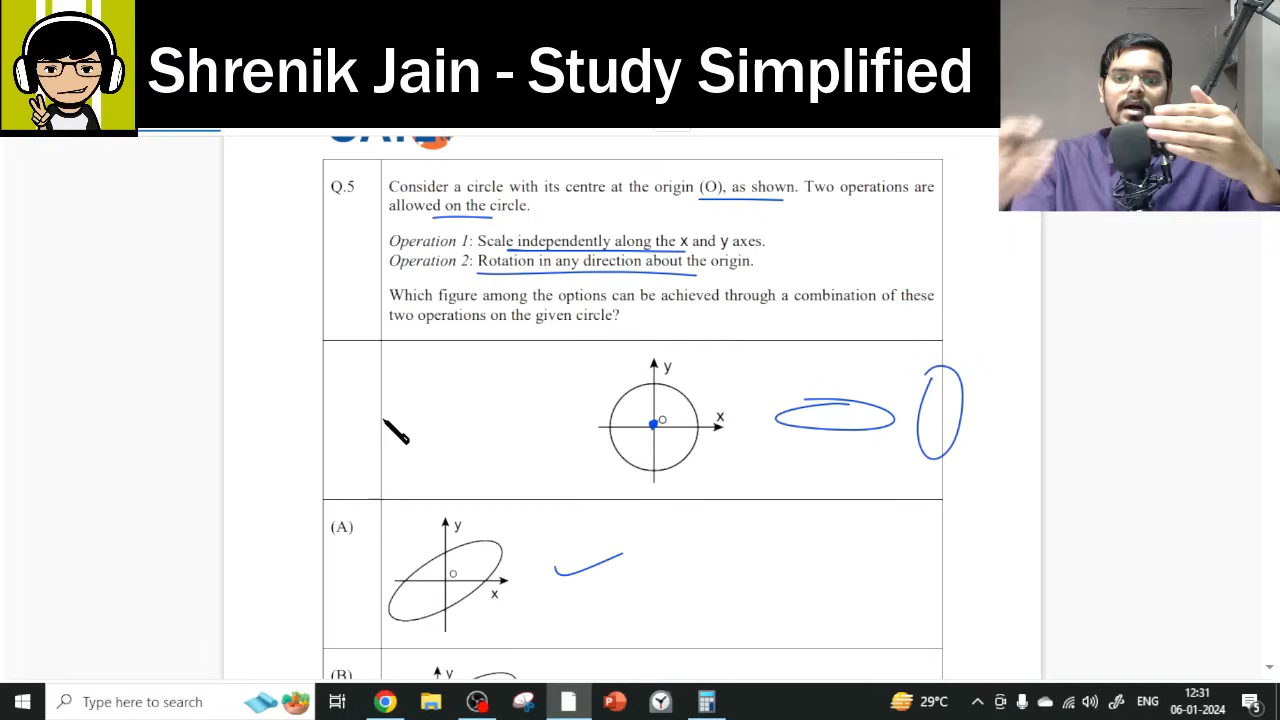 Shrenik Jain - Study Simplified
Q.5
Consider a circle with its centre at the origin (O), as shown. Two operations are
allowed on the circle.
Operation 1: Scale independently along the x and y axes.
Operation 2: Rotation in any direction about the origin.
Which figure among the options can be achieved through a combination of these
two operations on the given circle?
y
O
x
(A)
y
O
x
(B)
y
Type here to search
29°C
ENG
12:31
06-01-2024
5